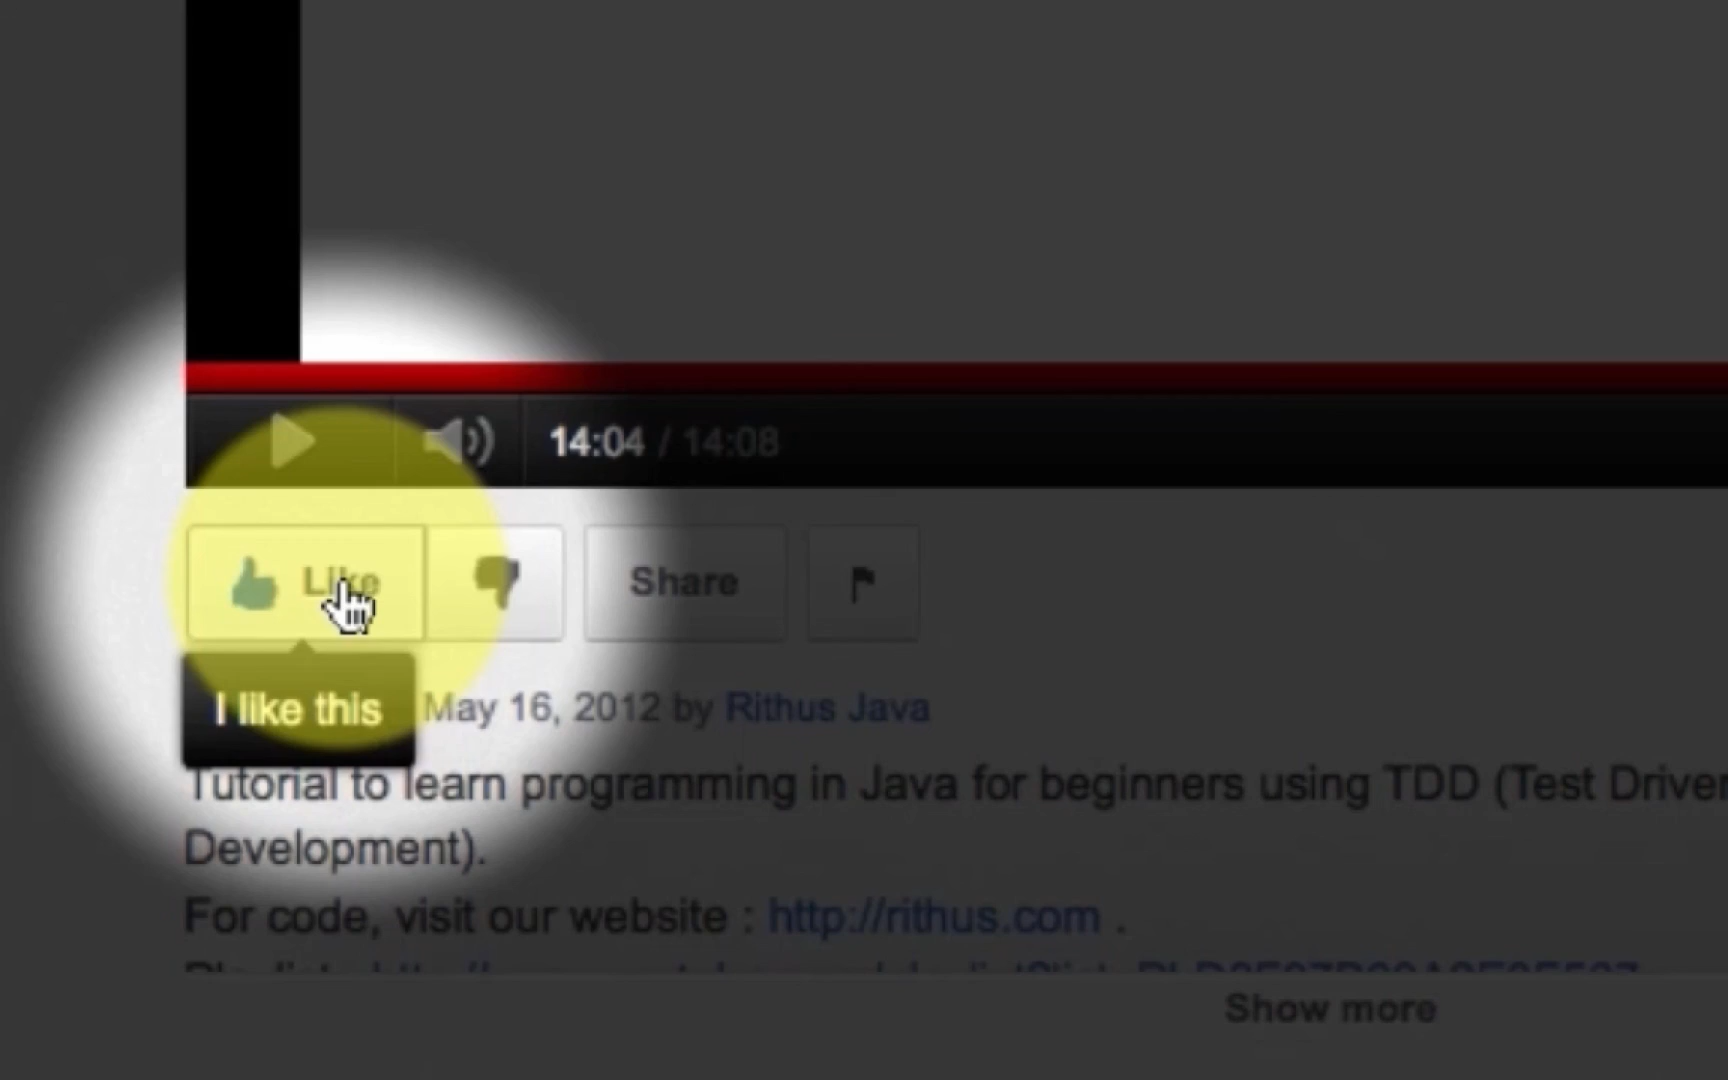 14:04 / 14:08
Like
Share
I like this
May 16, 2012 by Rithus Java
Tutorial to learn programming in Java for beginners using TDD (Test Driven
Development).
For code, visit our website : http://rithus.com .
Show more